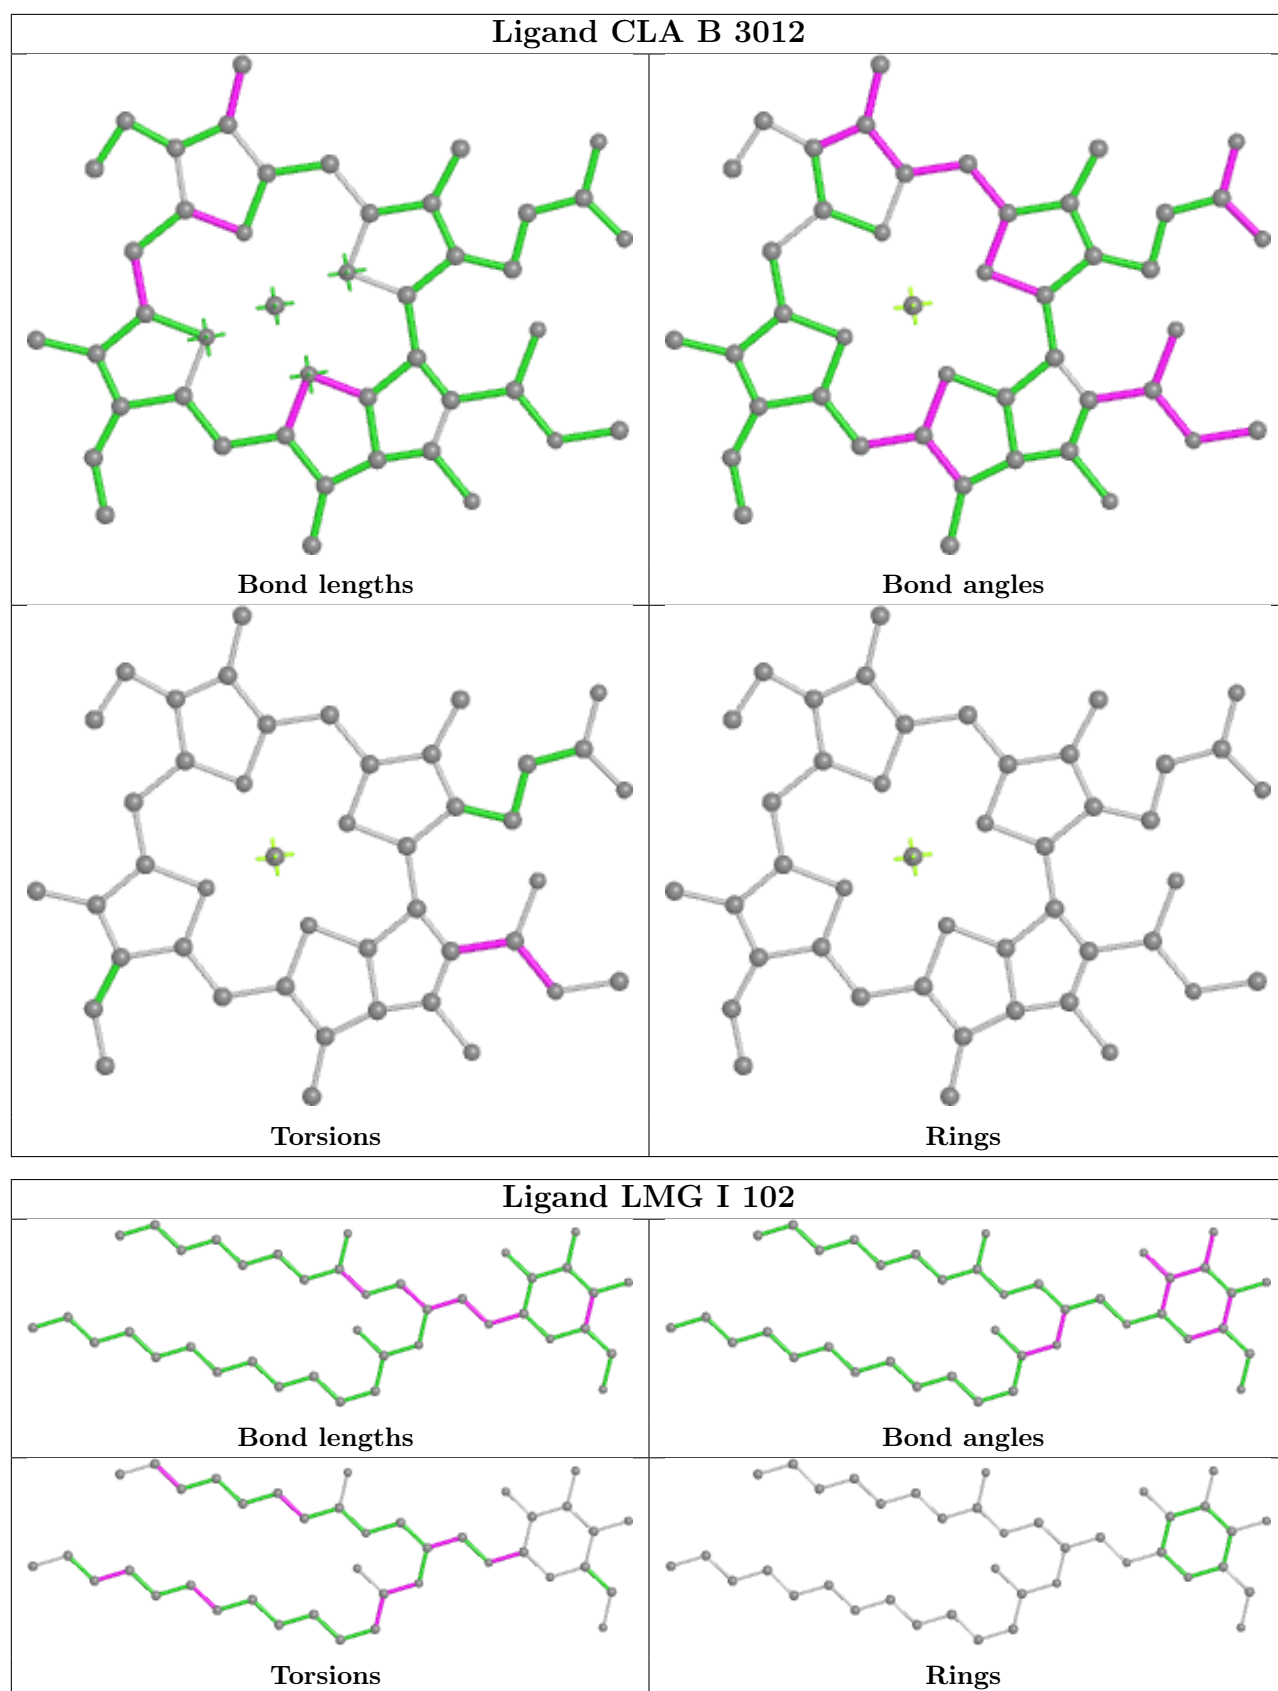 Ligand CLA B 3012
Bond lengths
Bond angles
Torsions
Rings
Ligand LMG I 102
Bond lengths
Bond angles
Torsions
Rings